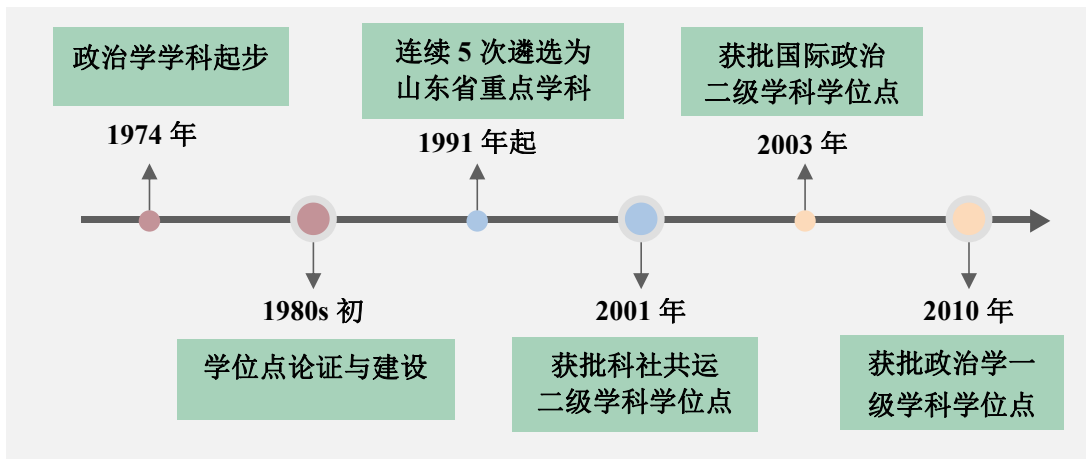 政治学学科起步
1974 年
1980s 初
学位点论证与建设
连续 5 次遴选为
山东省重点学科
1991 年起
2001 年
获批科社共运
二级学科学位点
获批国际政治
二级学科学位点
2003 年
2010 年
获批政治学一
级学科学位点